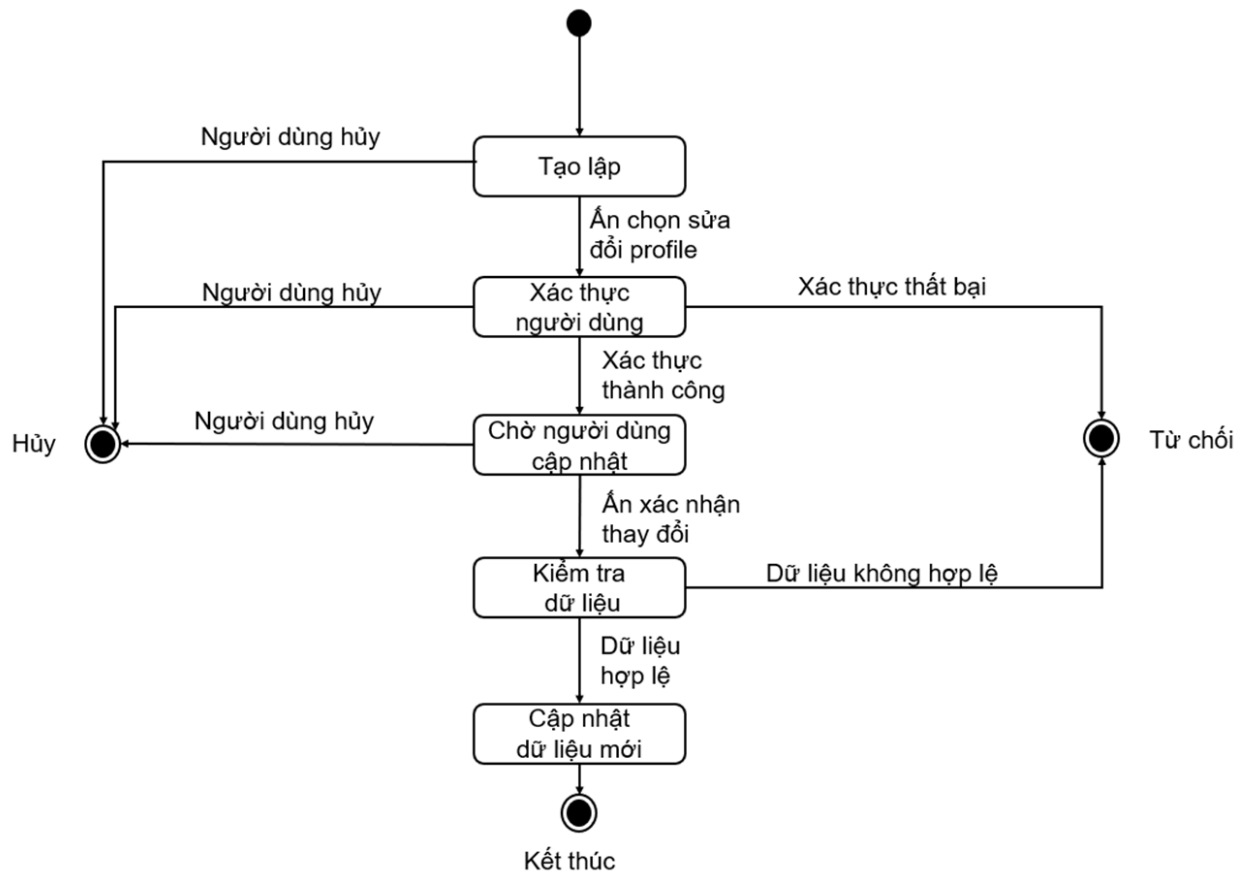 Người dùng hủy
Tạo lập
Ấn chọn sửa
đổi profile
Người dùng hủy
Xác thực
người dùng
Xác thực thất bại
Xác thực
thành công
Người dùng hủy
Hủy
Chờ người dùng
cập nhật
Từ chối
Ấn xác nhận
thay đổi
Kiểm tra
dữ liệu
Dữ liệu không hợp lệ
Dữ liệu
hợp lệ
Cập nhật
dữ liệu mới
Kết thúc